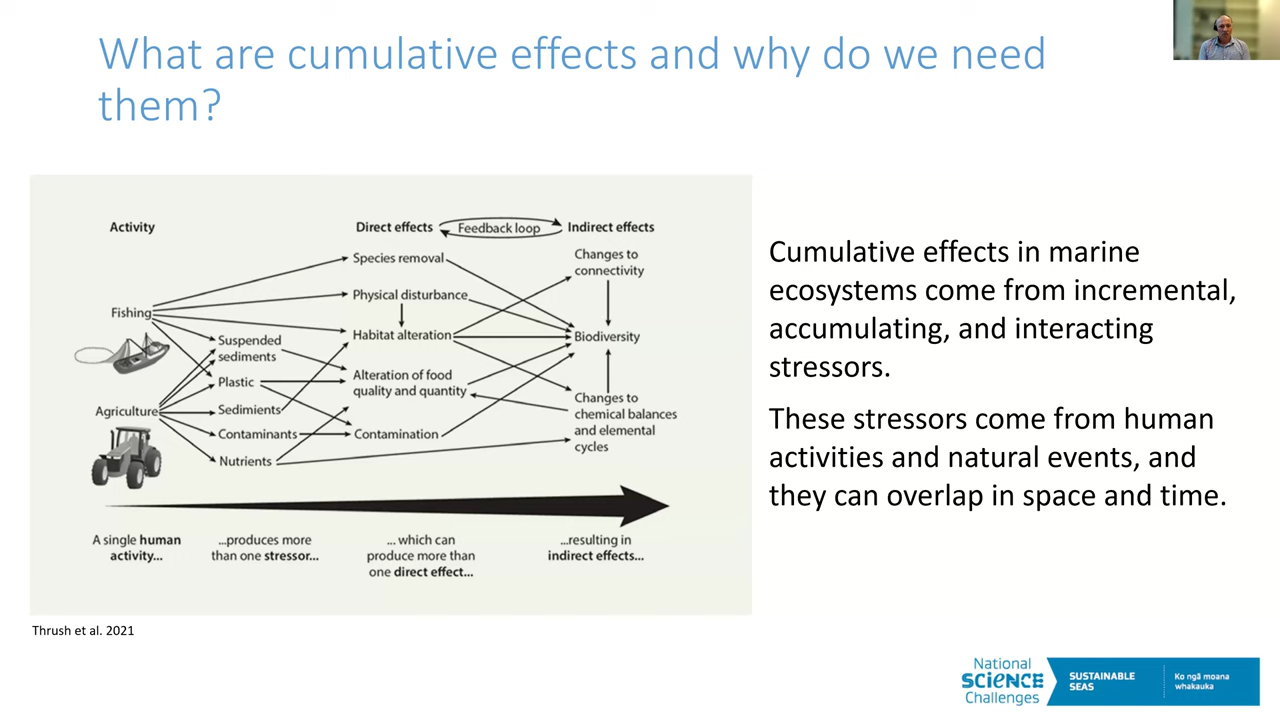 What are cumulative effects and why do we need
them?
Activity
Direct effects
Feedback loop
Indirect effects
Species removal
Changes to
connectivity
Physical disturbance
Fishing
Habitat alteration
Biodiversity
Suspended
sediments
Alteration of food
quality and quantity
Plastic
Agriculture
Sedimients
Changes to
chemical balances
and elemental
cycles
Contaminants
Contamination
Nutrients
A single human
activity...
...produces more
than one stressor...
... which can
produce more than
one direct effect...
...resulting in
indirect effects...
Thrush et al. 2021
Cumulative effects in marine
ecosystems come from incremental,
accumulating, and interacting
stressors.
These stressors come from human
activities and natural events, and
they can overlap in space and time.
National
SCIENCE
Challenges
SUSTAINABLE
SEAS
Ko ngā moana
whakauka